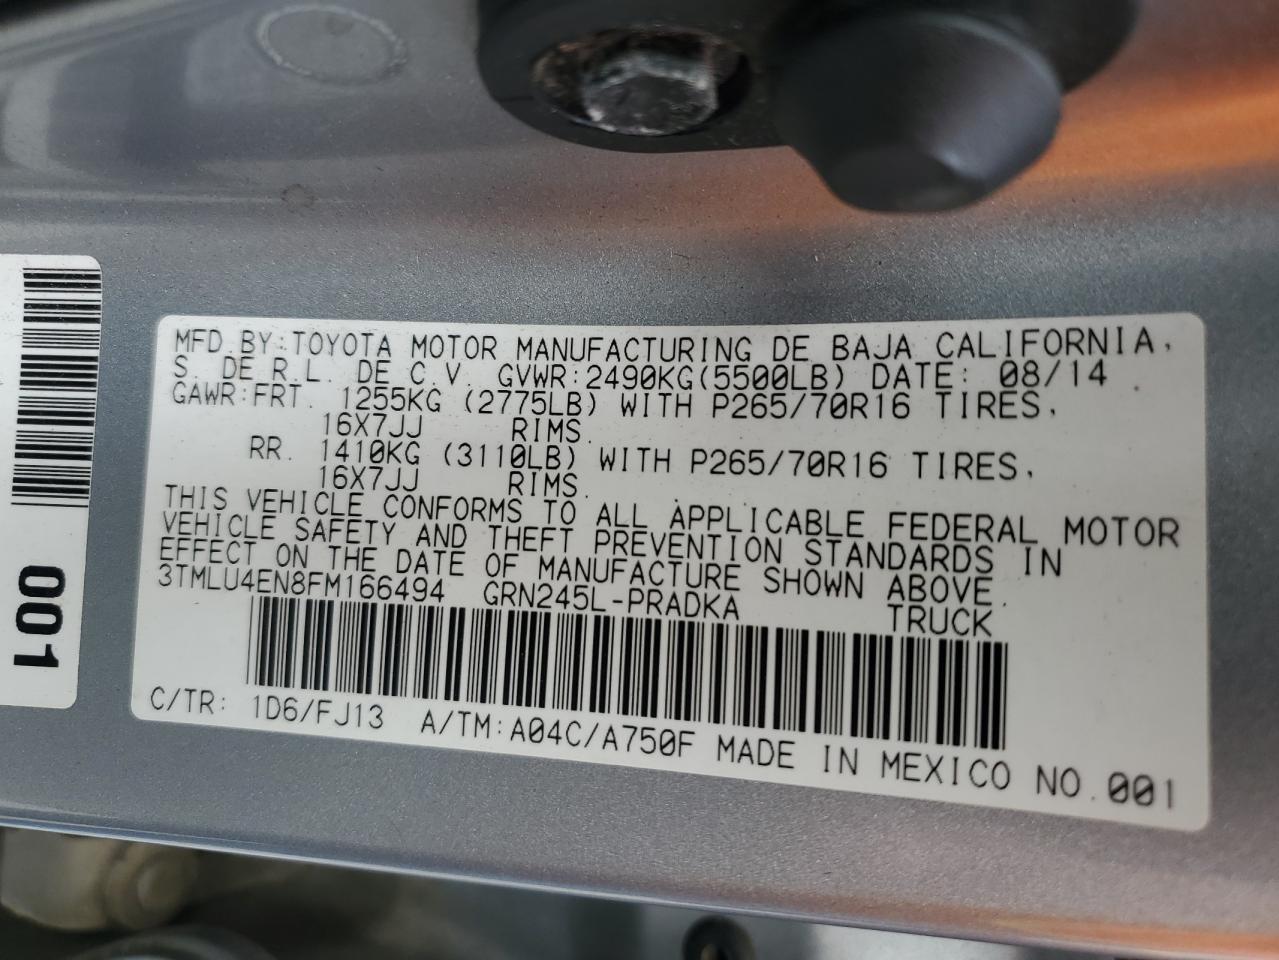 MFD BY:TOYOTA MOTOR MANUFACTURING DE BAJA CALIFORNIA,
S. DE R.L. DE C.V. GVWR:2490KG(5500LB) DATE: 08/14
GAWR:FRT. 1255KG (2775LB) WITH P265/70R16 TIRES,
16X7JJ RIMS.
RR. 1410KG (3110LB) WITH P265/70R16 TIRES,
16X7JJ RIMS.
THIS VEHICLE CONFORMS TO ALL APPLICABLE FEDERAL MOTOR
VEHICLE SAFETY AND THEFT PREVENTION STANDARDS IN
EFFECT ON THE DATE OF MANUFACTURE SHOWN ABOVE.
3TMLU4EN8FM166494 GRN245L-PRADKA TRUCK
C/TR: 1D6/FJ13 A/TM:A04C/A750F MADE IN MEXICO NO.001
001